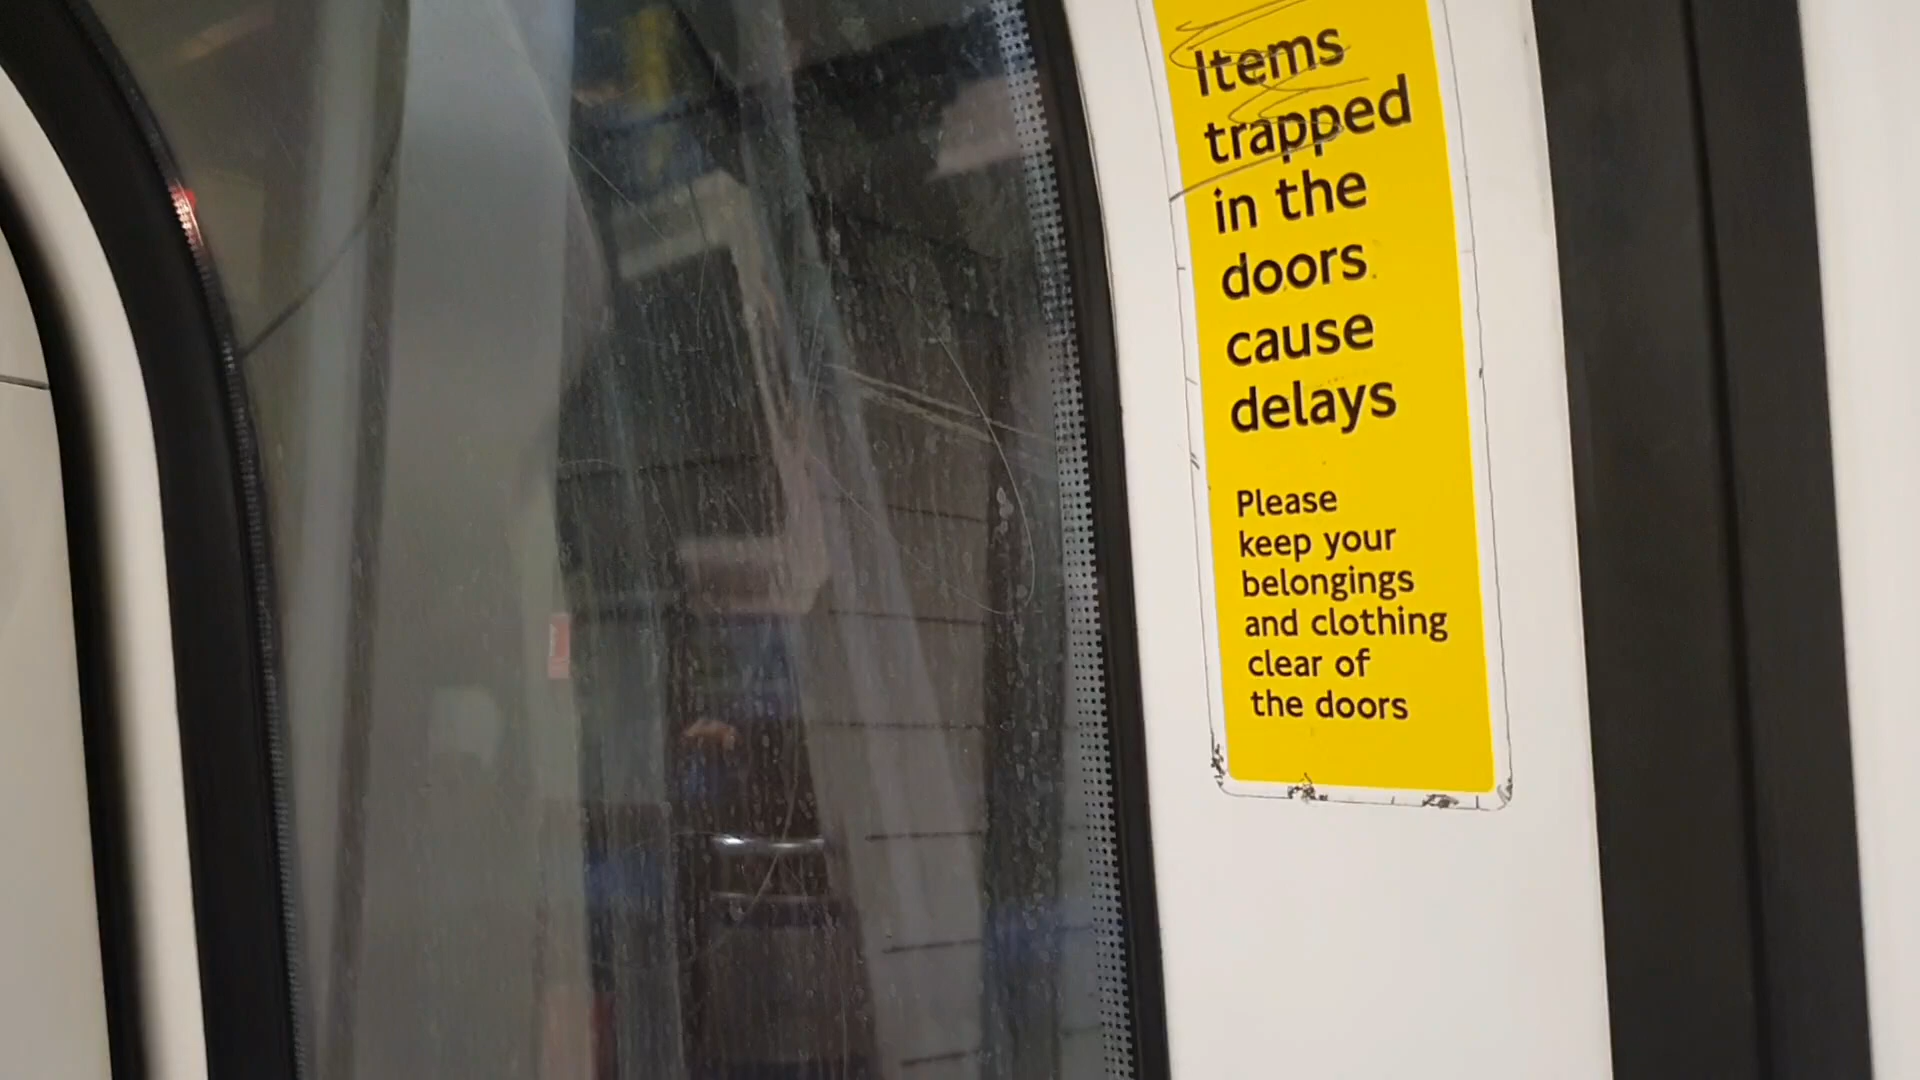 Items
trapped
in the
doors
cause
delays
Please
keep your
belongings
and clothing
clear of
the doors